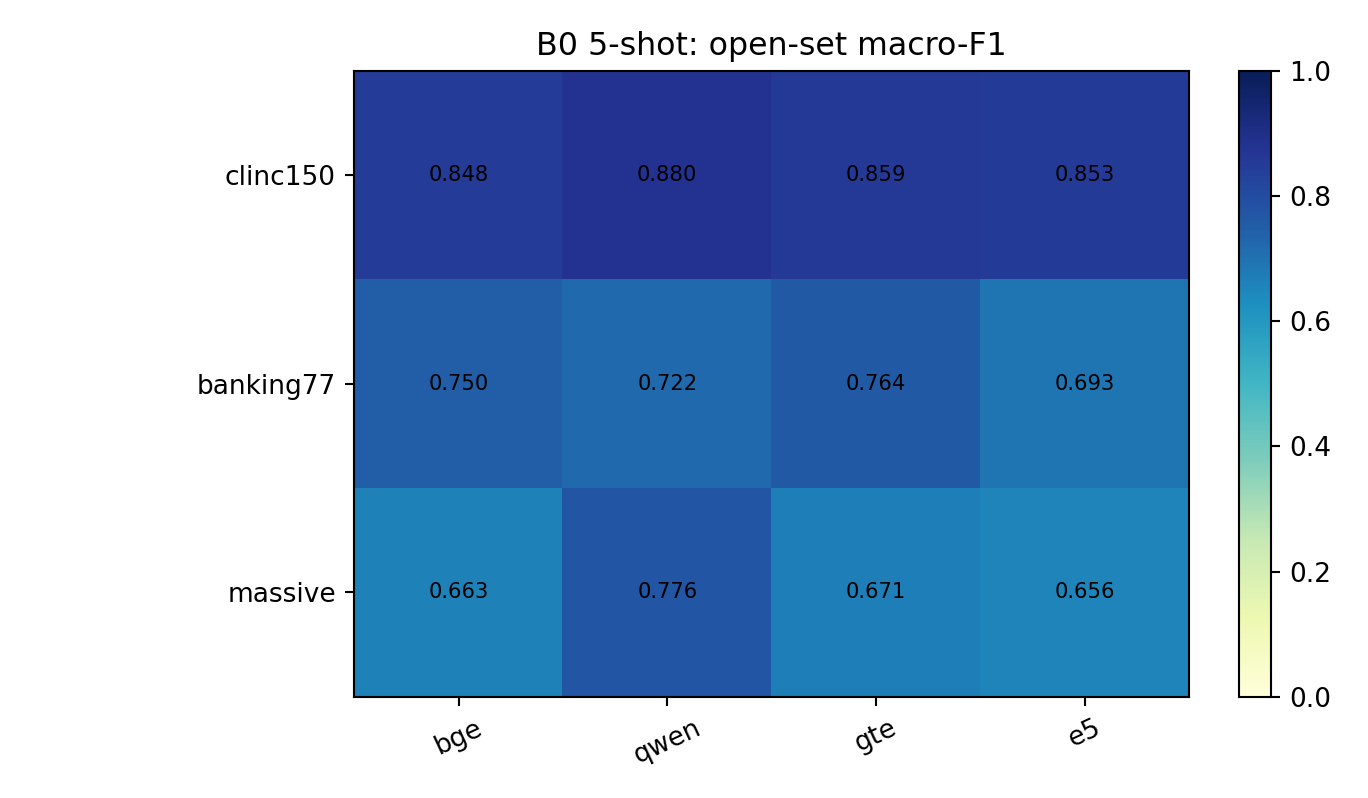 B0 5-shot: open-set macro-F1
clinc150 0.848 0.880 0.859 0.853
banking77 0.750 0.722 0.764 0.693
massive 0.663 0.776 0.671 0.656
bge qwen gte e5
1.0
0.8
0.6
0.4
0.2
0.0